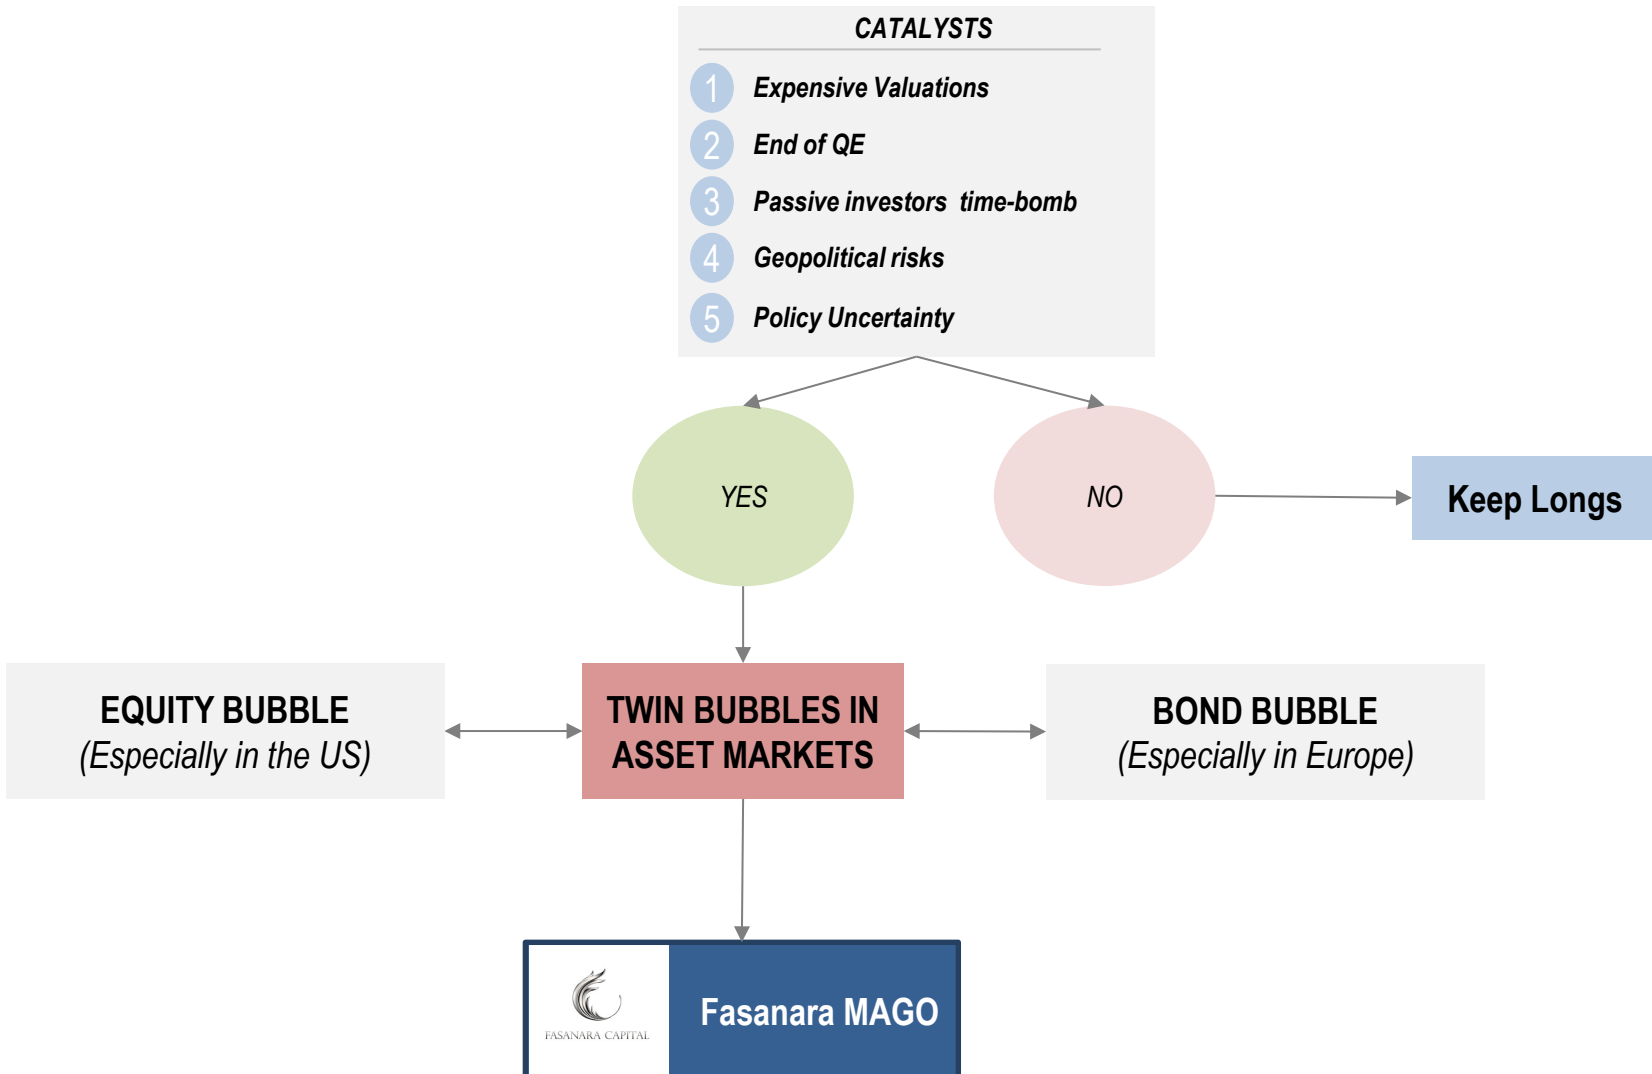 CATALYSTS
1 Expensive Valuations
2 End of QE
3 Passive investors time-bomb
4 Geopolitical risks
5 Policy Uncertainty
YES
NO
Keep Longs
EQUITY BUBBLE
(Especially in the US)
TWIN BUBBLES IN
ASSET MARKETS
BOND BUBBLE
(Especially in Europe)
FASANARA CAPITAL
Fasanara MAGO